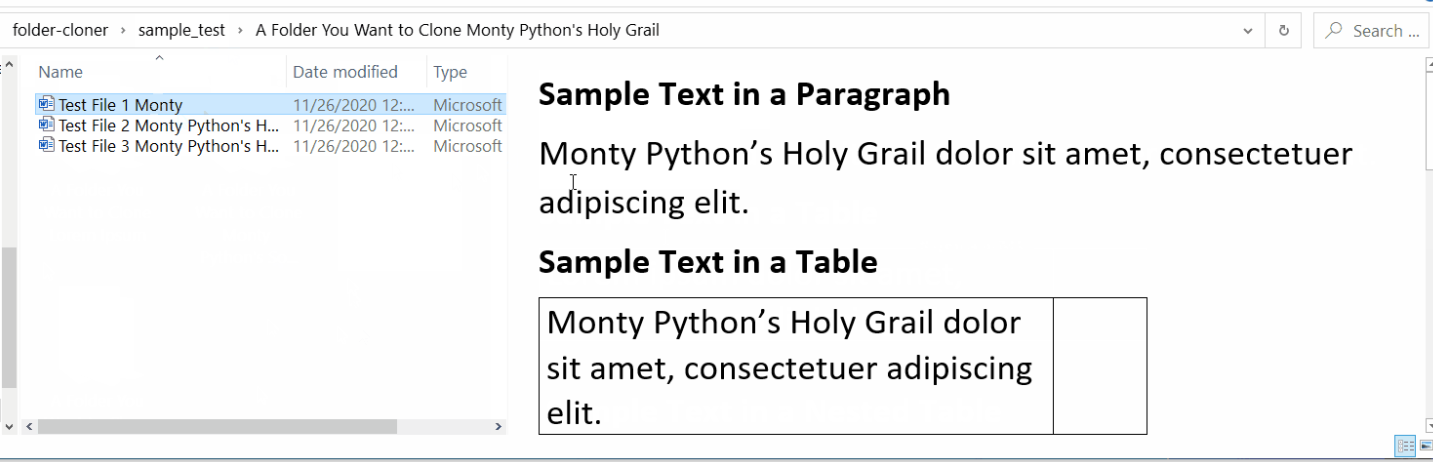 folder-cloner › sample_test › A Folder You Want to Clone Monty Python's Holy Grail
Search ...
Name Date modified Type
Test File 1 Monty 11/26/2020 12:... Microsoft
Test File 2 Monty Python's H... 11/26/2020 12:... Microsoft
Test File 3 Monty Python's H... 11/26/2020 12:... Microsoft
Sample Text in a Paragraph
Monty Python’s Holy Grail dolor sit amet, consectetuer
adipiscing elit.
Sample Text in a Table
Monty Python’s Holy Grail dolor
sit amet, consectetuer adipiscing
elit.